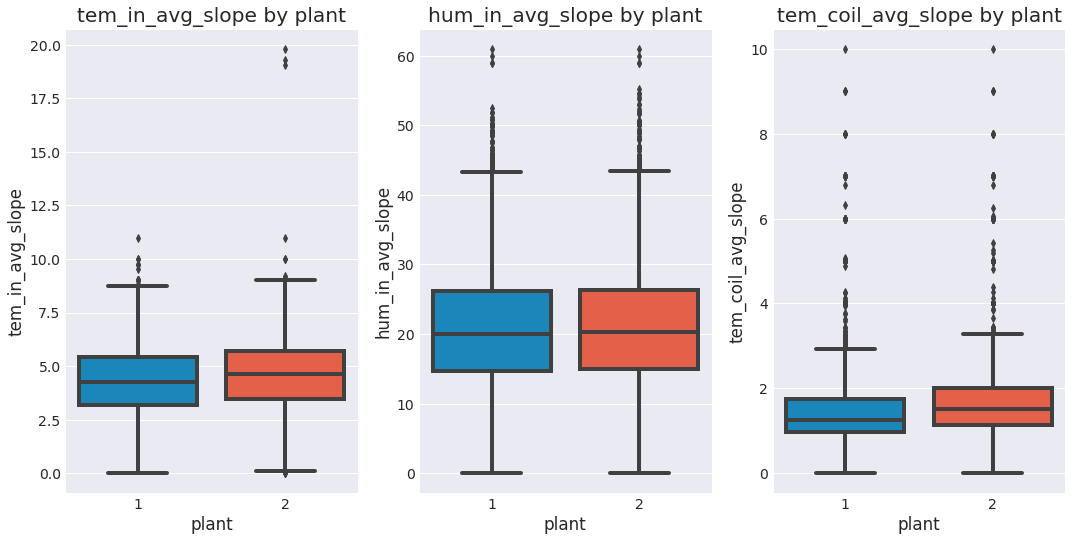 tem_in_avg_slope by plant
tem_in_avg_slope
20.0
17.5
15.0
12.5
10.0
7.5
5.0
2.5
0.0
1 2
plant
hum_in_avg_slope by plant
hum_in_avg_slope
60
50
40
30
20
10
0
1 2
plant
tem_coil_avg_slope by plant
tem_coil_avg_slope
10
8
6
4
2
0
1 2
plant